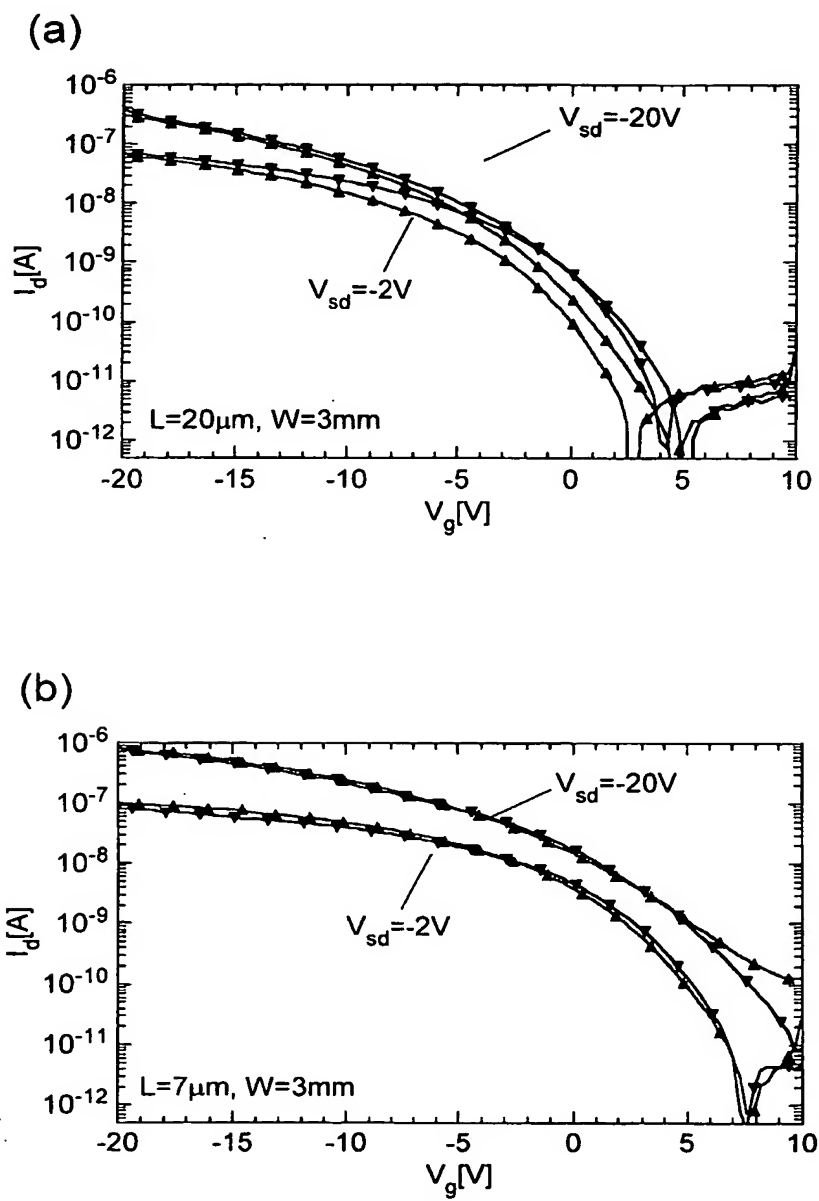 (a)
10⁻⁶
10⁻⁷
10⁻⁸
10⁻⁹
10⁻¹⁰
10⁻¹¹
10⁻¹²
I_d[A]
V_sd=-20V
V_sd=-2V
L=20μm, W=3mm
-20 -15 -10 -5 0 5 10
V_g[V]
(b)
10⁻⁶
10⁻⁷
10⁻⁸
10⁻⁹
10⁻¹⁰
10⁻¹¹
10⁻¹²
I_d[A]
V_sd=-20V
V_sd=-2V
L=7μm, W=3mm
-20 -15 -10 -5 0 5 10
V_g[V]